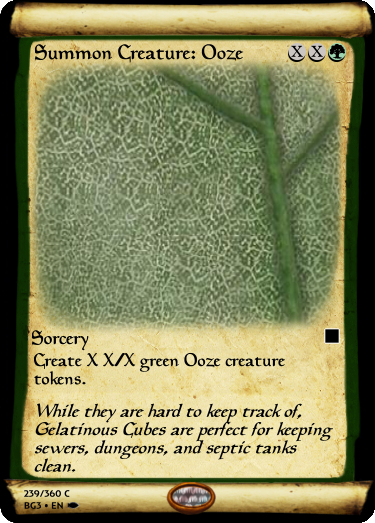 Summon Creature: Ooze X X
Sorcery
Create X X/X green Ooze creature
tokens.
While they are hard to keep track of,
Gelatinous Cubes are perfect for keeping
sewers, dungeons, and septic tanks
clean.
239/360 C
BG3 • EN